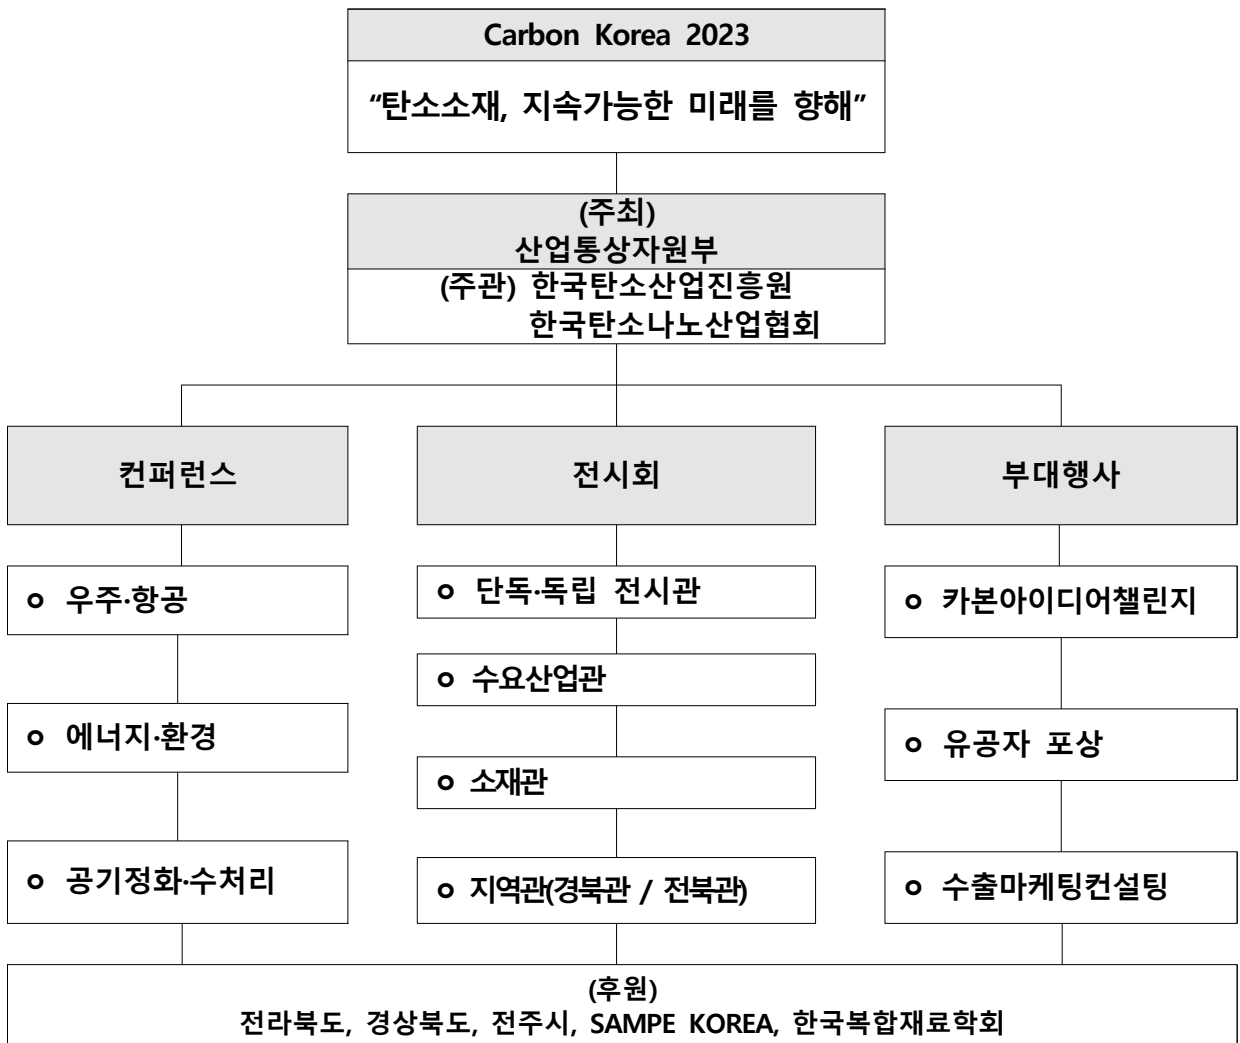 Carbon Korea 2023
“탄소소재, 지속가능한 미래를 향해”
(주최)
산업통상자원부
(주관) 한국탄소산업진흥원
한국탄소나노산업협회
컨퍼런스
ㅇ 우주·항공
ㅇ 에너지·환경
ㅇ 공기정화·수처리
전시회
ㅇ 단독·독립 전시관
ㅇ 수요산업관
ㅇ 소재관
ㅇ 지역관(경북관 / 전북관)
부대행사
ㅇ 카본아이디어챌린지
ㅇ 유공자 포상
ㅇ 수출마케팅컨설팅
(후원)
전라북도, 경상북도, 전주시, SAMPE KOREA, 한국복합재료학회